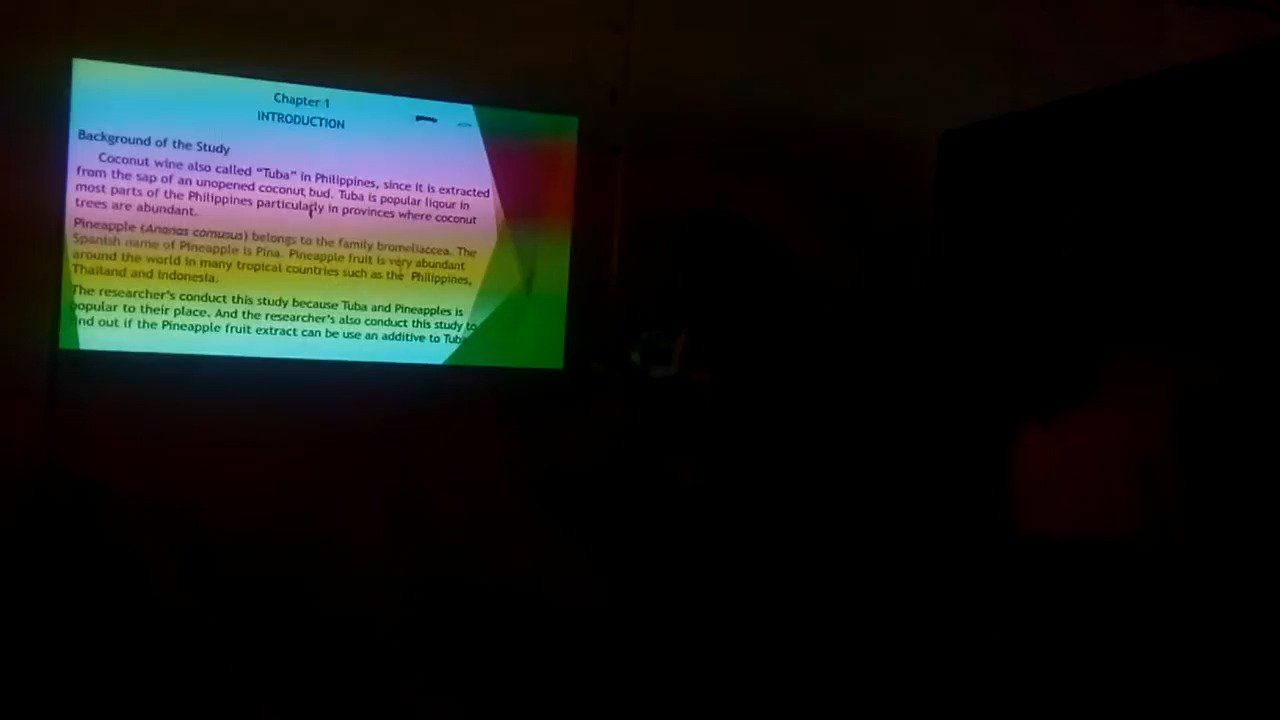 Chapter 1
INTRODUCTION
Background of the Study
Coconut wine also called “Tuba” in Philippines, since it is extracted
from the sap of an unopened coconut bud. Tuba is popular liqour in
most parts of the Philippines particularly in provinces where coconut
trees are abundant.
Pineapple (Ananas comusus) belongs to the family bromeliaccea. The
Spanish name of Pineapple is Pina. Pineapple fruit is very abundant
around the world in many tropical countries such as the Philippines,
Thailand and Indonesia.
The researcher's conduct this study because Tuba and Pineapples is
popular to their place. And the researcher's also conduct this study to
find out if the Pineapple fruit extract can be use an additive to Tuba